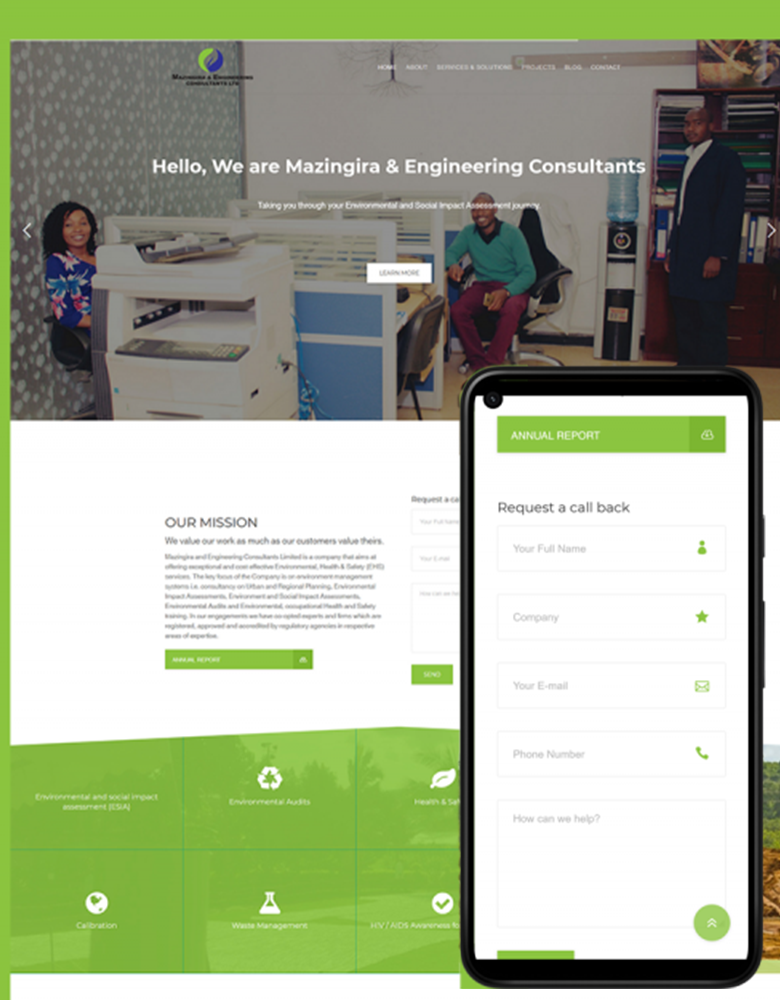 MAZINGIRA & ENGINEERING
CONSULTANTS LTD
HOME ABOUT SERVICES & SOLUTIONS PROJECTS BLOG CONTACT
Hello, We are Mazingira & Engineering Consultants
Taking you through your Environmental and Social Impact Assessment journey.
LEARN MORE
OUR MISSION
We value our work as much as our customers value theirs.
Mazingira and Engineering Consultants Limited is a company that aims at
offering exceptional and cost effective Environmental, Health & Safety (EHS)
services. The key focus of the Company is on environment management
systems i.e. consultancy on Urban and Regional Planning, Environmental
Impact Assessments, Environment and Social Impact Assessments,
Environmental Audits and Environmental, occupational Health and Safety
training. In our engagements we have co opted experts and firms which are
registered, approved and accredited by regulatory agencies in respective
areas of expertise.
ANNUAL REPORT
Request a ca
Your Full Name
Your E-mail
How can we
SEND
Environmental and social impact
assessment (ESIA)
Environmental Audits
Health & Saf
Calibration
Waste Management
HIV / AIDS Awareness fo
ANNUAL REPORT
Request a call back
Your Full Name
Company
Your E-mail
Phone Number
How can we help?